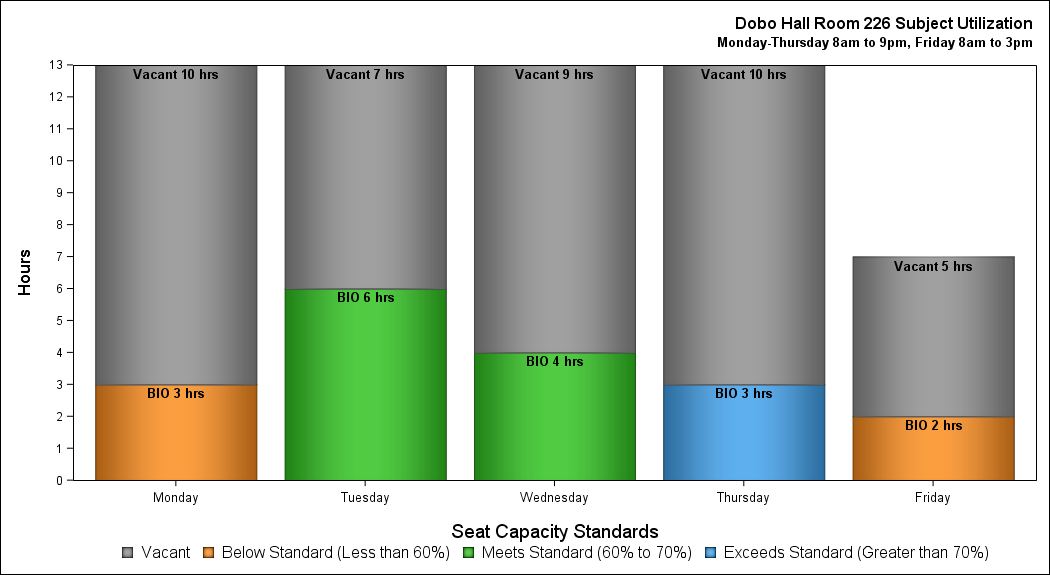 Dobo Hall Room 226 Subject Utilization
Monday-Thursday 8am to 9pm, Friday 8am to 3pm
Hours
13
12
11
10
9
8
7
6
5
4
3
2
1
0
Vacant 10 hrs
Vacant 7 hrs
Vacant 9 hrs
Vacant 10 hrs
Vacant 5 hrs
BIO 6 hrs
BIO 4 hrs
BIO 3 hrs
BIO 3 hrs
BIO 2 hrs
Monday Tuesday Wednesday Thursday Friday
Seat Capacity Standards
Vacant Below Standard (Less than 60%) Meets Standard (60% to 70%) Exceeds Standard (Greater than 70%)